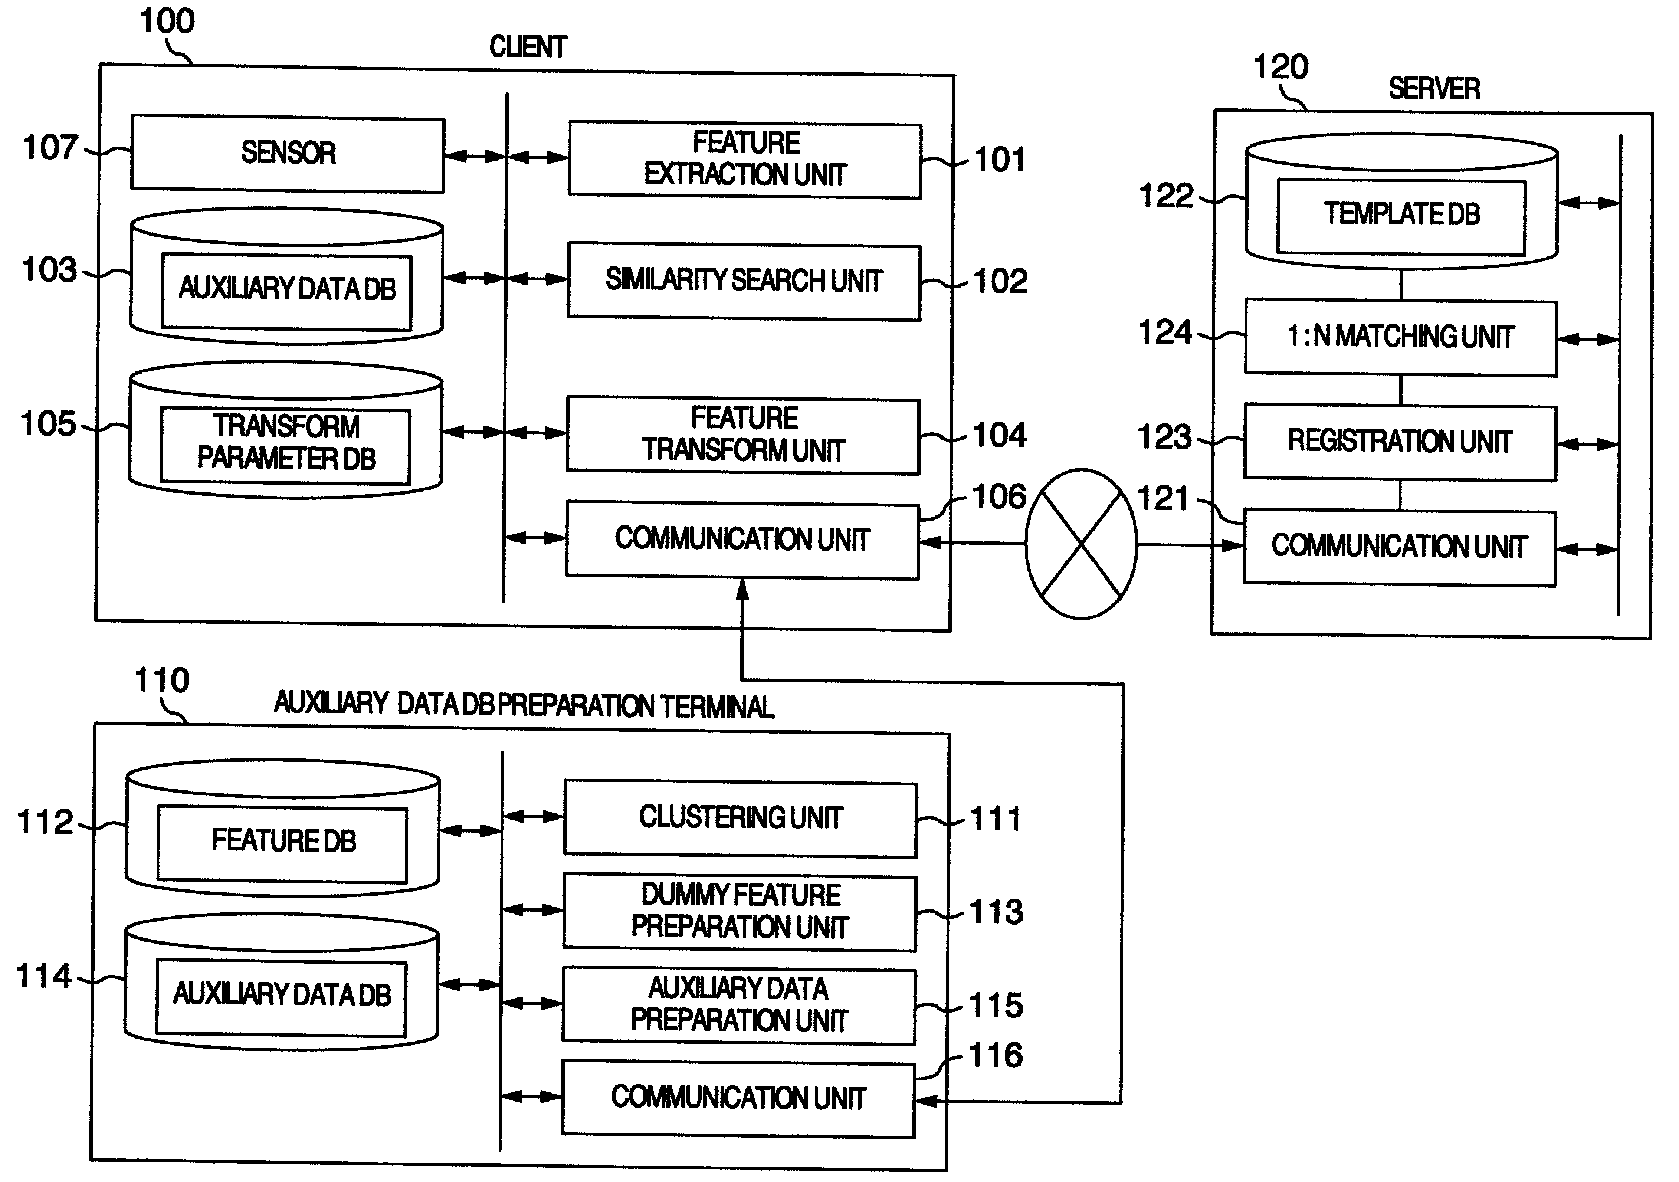 100
CLIENT
107
SENSOR
FEATURE
EXTRACTION UNIT
101
103
AUXILIARY DATA DB
SIMILARITY SEARCH UNIT
102
105
TRANSFORM
PARAMETER DB
FEATURE
TRANSFORM UNIT
104
COMMUNICATION UNIT
106
120
SERVER
122
TEMPLATE DB
124
1 : N MATCHING UNIT
123
REGISTRATION UNIT
121
COMMUNICATION UNIT
110
AUXILIARY DATA DB PREPARATION TERMINAL
112
FEATURE DB
CLUSTERING UNIT
111
DUMMY FEATURE
PREPARATION UNIT
113
114
AUXILIARY DATA DB
AUXILIARY DATA
PREPARATION UNIT
115
COMMUNICATION UNIT
116